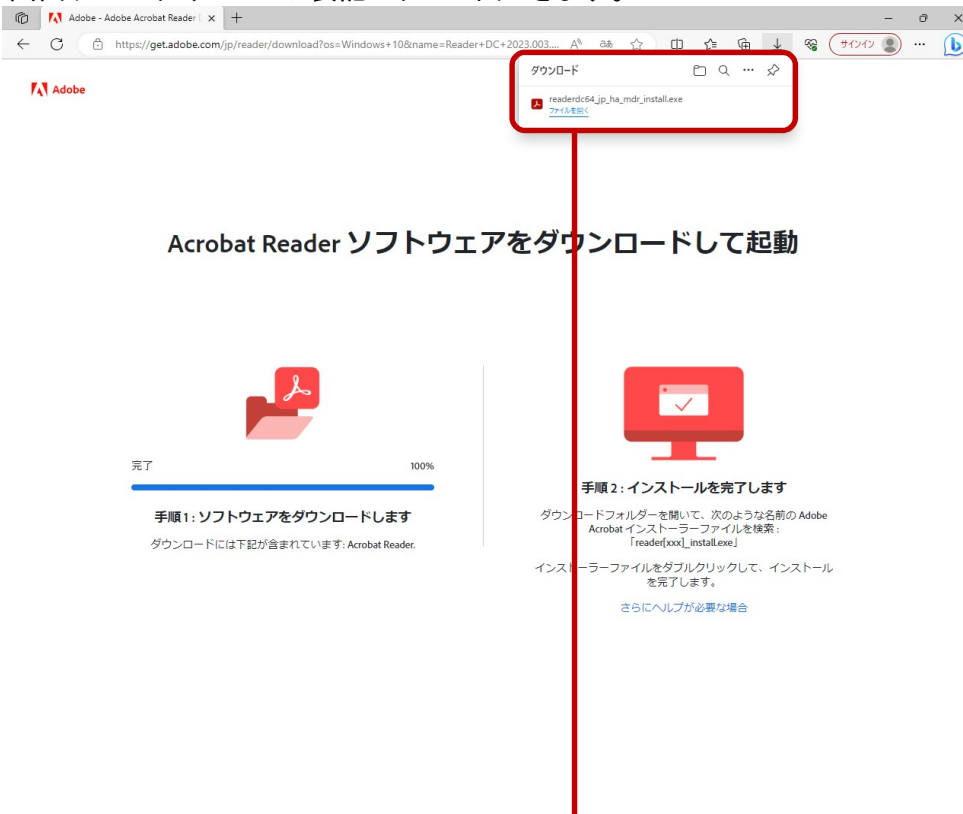 Adobe - Adobe Acrobat Reader
https://get.adobe.com/jp/reader/download?os=Windows+10&name=Reader+DC+2023.003....
サインイン
Adobe
ダウンロード
readerdc64_jp_ha_mdr_install.exe
ファイルを開く
Acrobat Reader ソフトウェアをダウンロードして起動
完了
100%
手順1: ソフトウェアをダウンロードします
ダウンロードには下記が含まれています: Acrobat Reader.
手順 2 : インストールを完了します
ダウンロードフォルダーを開いて、次のような名前の Adobe
Acrobat インストーラーファイルを検索 :
「reader[xxx]_install.exe」
インストーラーファイルをダブルクリックして、インストール
を完了します。
さらにヘルプが必要な場合